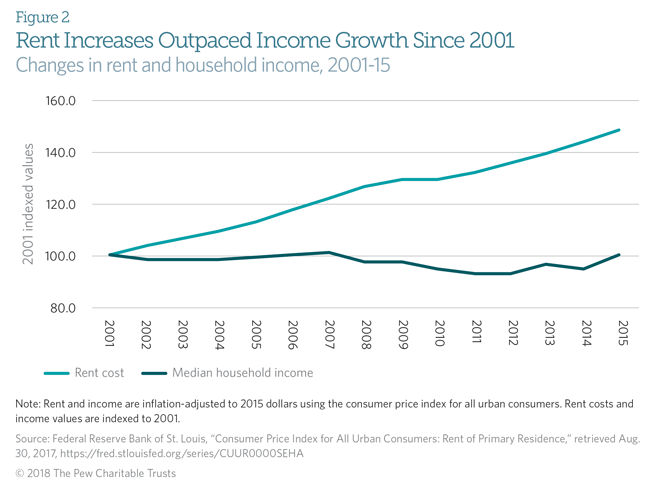 Figure 2
Rent Increases Outpaced Income Growth Since 2001
Changes in rent and household income, 2001-15
160.0
140.0
120.0
100.0
80.0
2001 indexed values
2001 2002 2003 2004 2005 2006 2007 2008 2009 2010 2011 2012 2013 2014 2015
Rent cost Median household income
Note: Rent and income are inflation-adjusted to 2015 dollars using the consumer price index for all urban consumers. Rent costs and
income values are indexed to 2001.
Source: Federal Reserve Bank of St. Louis, “Consumer Price Index for All Urban Consumers: Rent of Primary Residence,” retrieved Aug.
30, 2017, https://fred.stlouisfed.org/series/CUUR0000SEHA
© 2018 The Pew Charitable Trusts